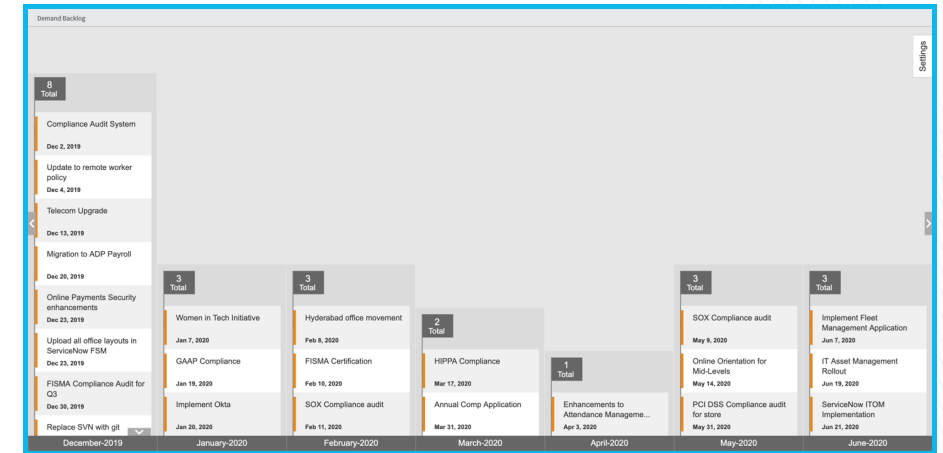 Demand Backlog
Settings
8
Total
Compliance Audit System
Dec 2, 2019
Update to remote worker
policy
Dec 4, 2019
Telecom Upgrade
Dec 13, 2019
Migration to ADP Payroll
Dec 20, 2019
Online Payments Security
enhancements
Dec 23, 2019
Upload all office layouts in
ServiceNow FSM
Dec 23, 2019
FISMA Compliance Audit for
Q3
Dec 30, 2019
Replace SVN with git
December-2019
3
Total
Women in Tech Initiative
Jan 7, 2020
GAAP Compliance
Jan 19, 2020
Implement Okta
Jan 20, 2020
January-2020
3
Total
Hyderabad office movement
Feb 8, 2020
FISMA Certification
Feb 10, 2020
SOX Compliance audit
Feb 11, 2020
February-2020
2
Total
HIPPA Compliance
Mar 17, 2020
Annual Comp Application
Mar 31, 2020
March-2020
1
Total
Enhancements to
Attendance Manageme...
Apr 3, 2020
April-2020
3
Total
SOX Compliance audit
May 9, 2020
Online Orientation for
Mid-Levels
May 14, 2020
PCI DSS Compliance audit
for store
May 31, 2020
May-2020
3
Total
Implement Fleet
Management Application
Jun 7, 2020
IT Asset Management
Rollout
Jun 19, 2020
ServiceNow ITOM
Implementation
Jun 21, 2020
June-2020